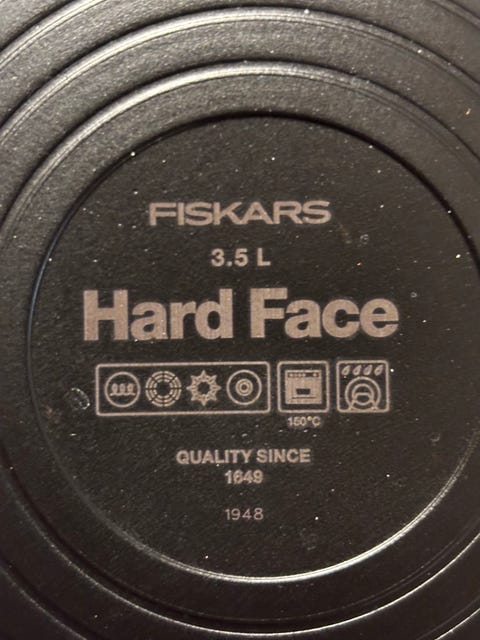 FISKARS
3.5 L
Hard Face
150°C
QUALITY SINCE
1649
1948